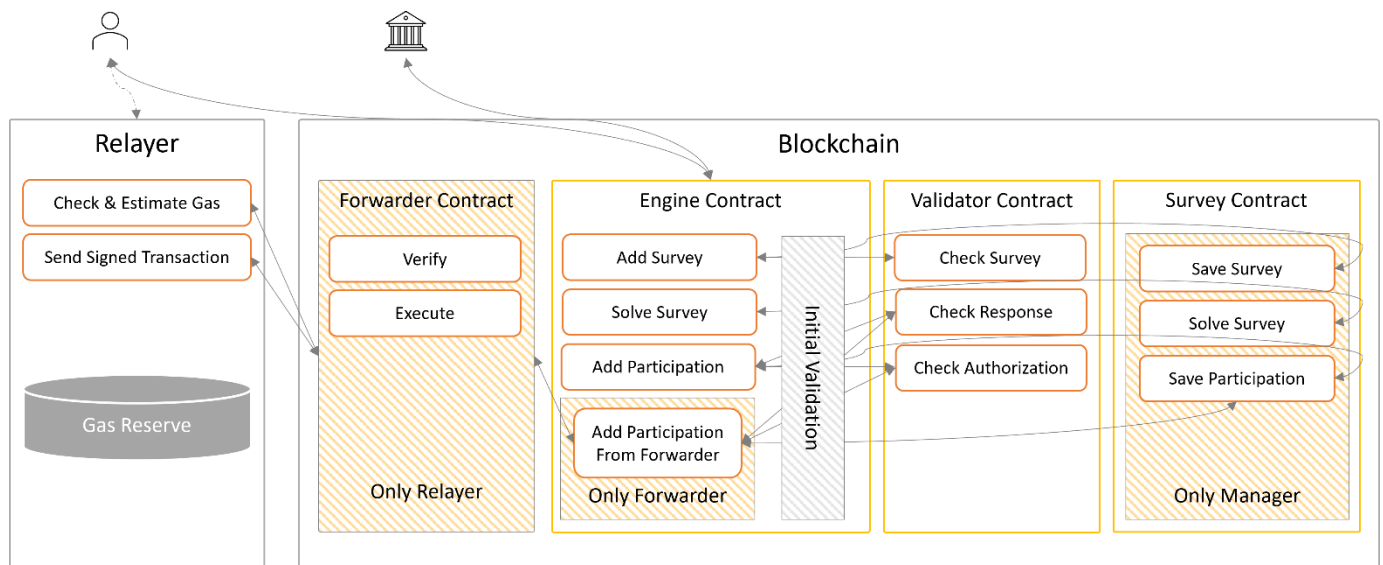 Relayer
Check & Estimate Gas
Send Signed Transaction
Gas Reserve
Blockchain
Forwarder Contract
Verify
Execute
Only Relayer
Engine Contract
Add Survey
Solve Survey
Add Participation
Add Participation
From Forwarder
Only Forwarder
Initial Validation
Validator Contract
Check Survey
Check Response
Check Authorization
Survey Contract
Save Survey
Solve Survey
Save Participation
Only Manager